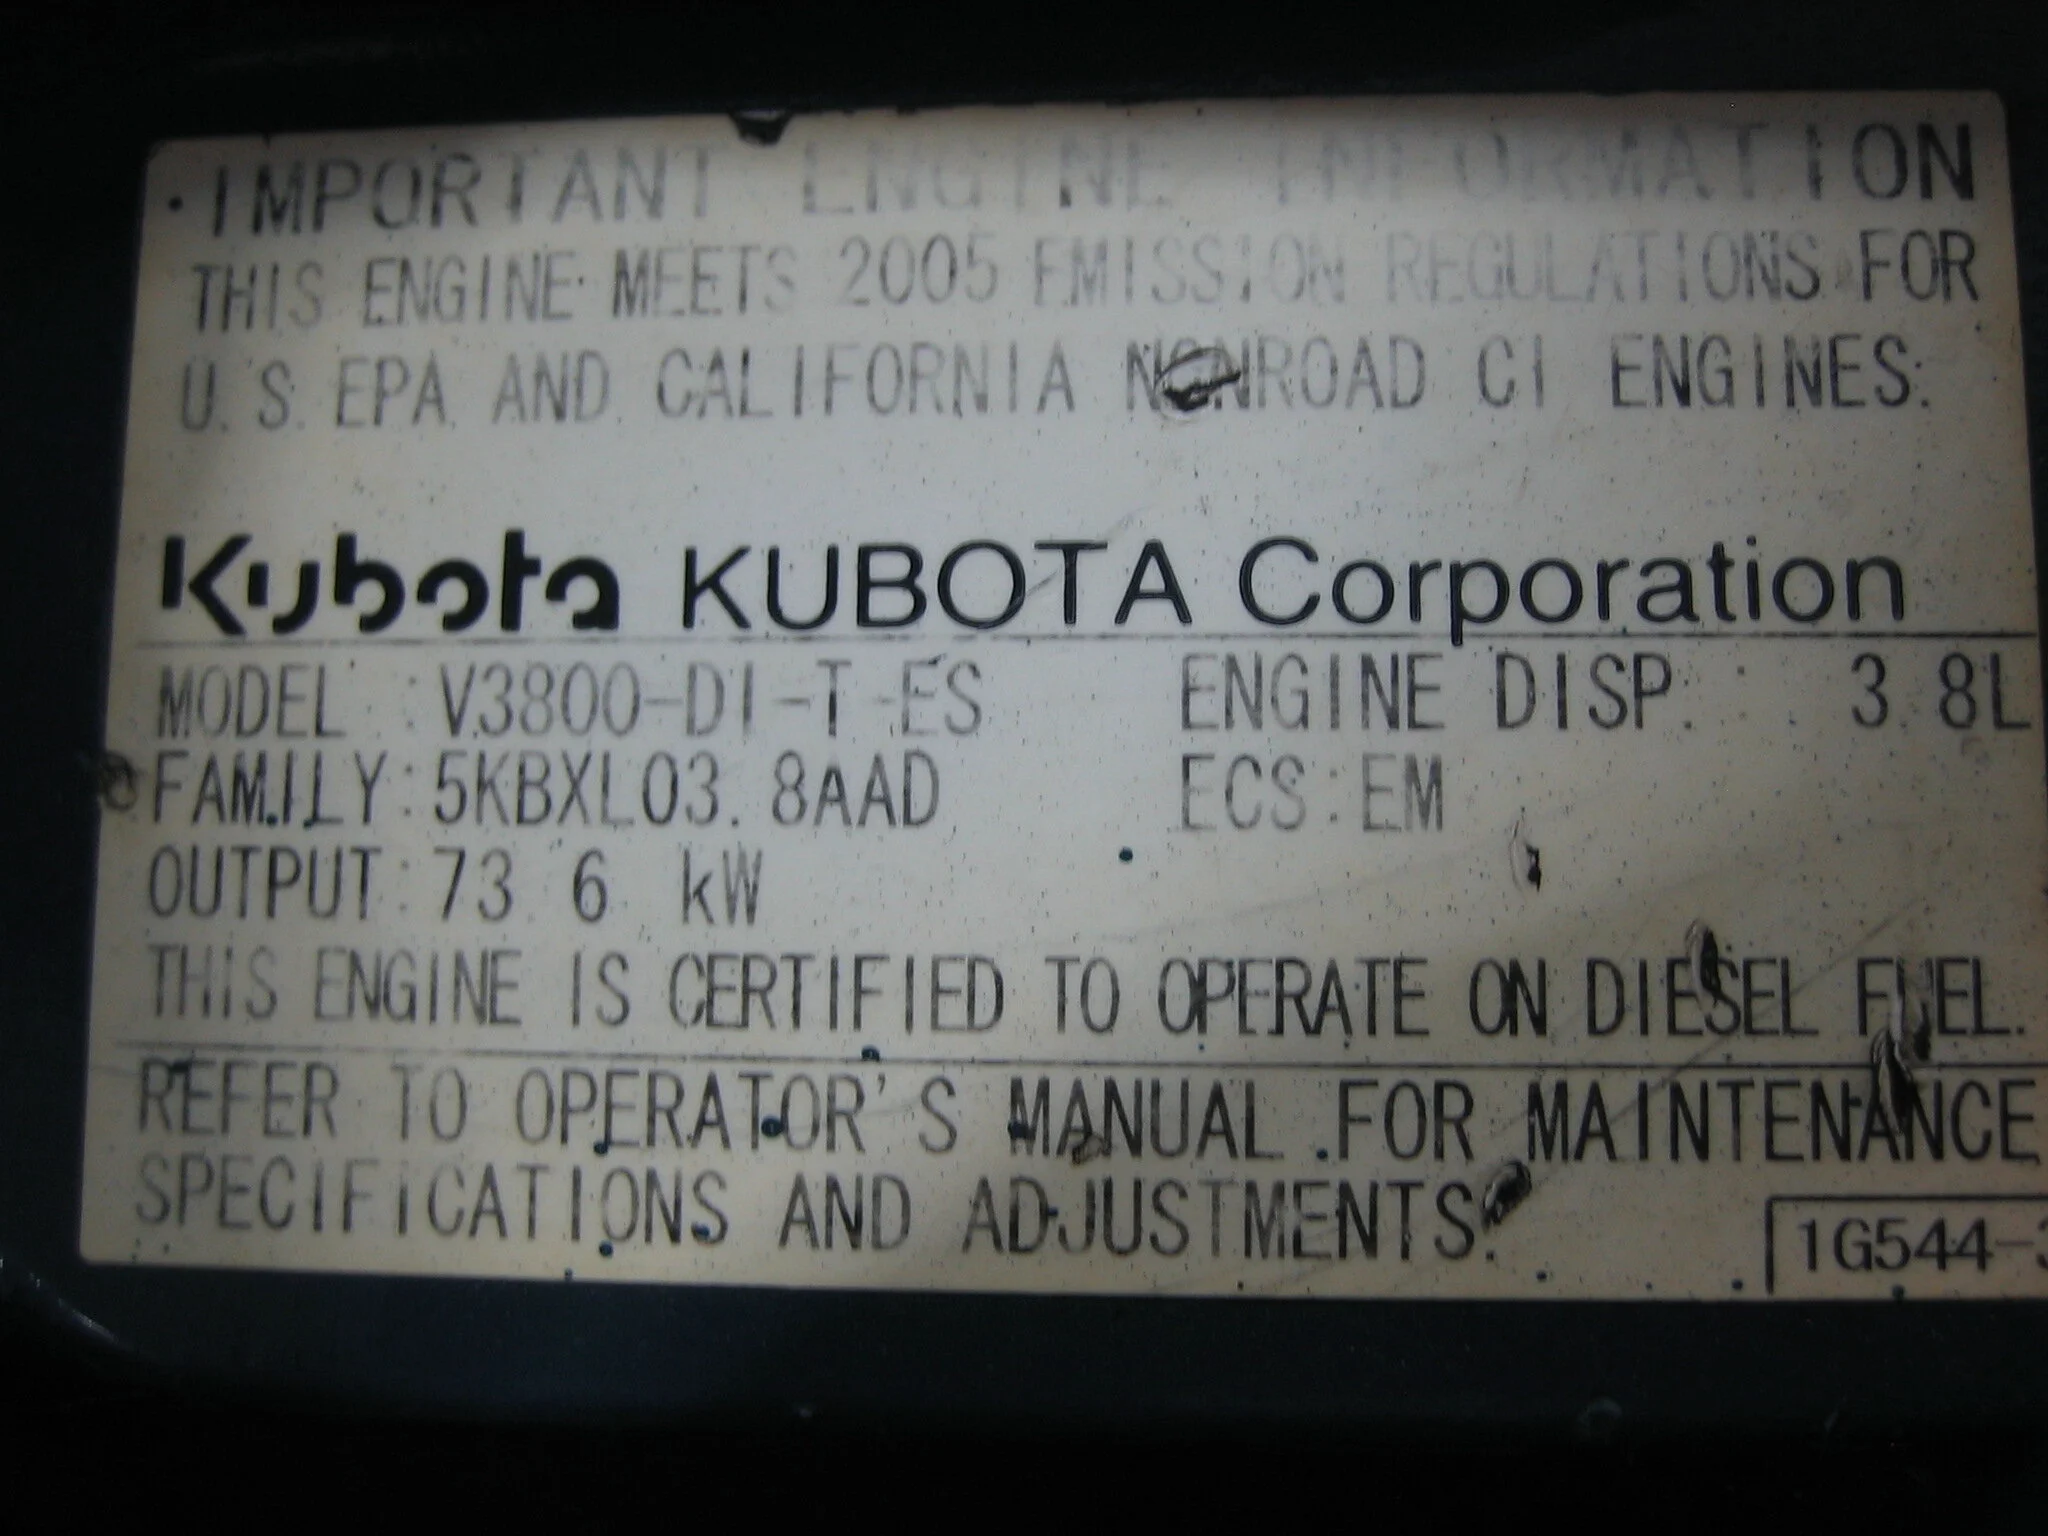 IMPORTANT ENGINE INFORMATION
THIS ENGINE MEETS 2005 EMISSION REGULATIONS FOR
U.S. EPA AND CALIFORNIA NONROAD CI ENGINES.
Kubota KUBOTA Corporation
MODEL : V3800-DI-T-ES ENGINE DISP. : 3.8L
FAMILY : 5KBXL03.8AAD ECS : EM
OUTPUT : 73.6 kW
THIS ENGINE IS CERTIFIED TO OPERATE ON DIESEL FUEL.
REFER TO OPERATOR'S MANUAL FOR MAINTENANCE
SPECIFICATIONS AND ADJUSTMENTS.
1G544-